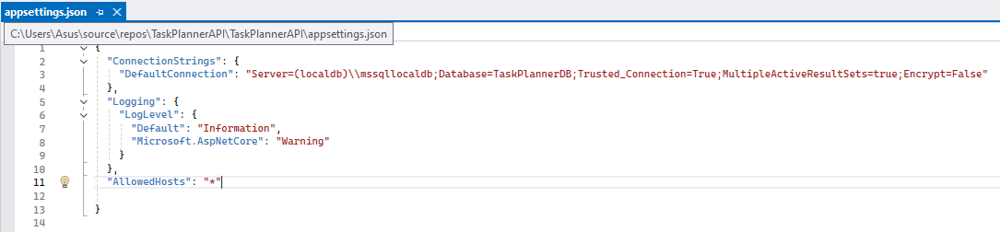 appsettings.json
C:\Users\Asus\source\repos\TaskPlannerAPI\TaskPlannerAPI\appsettings.json
1 {
2 "ConnectionStrings": {
3 "DefaultConnection": "Server=(localdb)\\mssqllocaldb;Database=TaskPlannerDB;Trusted_Connection=True;MultipleActiveResultSets=true;Encrypt=False"
4 },
5 "Logging": {
6 "LogLevel": {
7 "Default": "Information",
8 "Microsoft.AspNetCore": "Warning"
9 }
10 },
11 "AllowedHosts": "*"
12
13 }
14